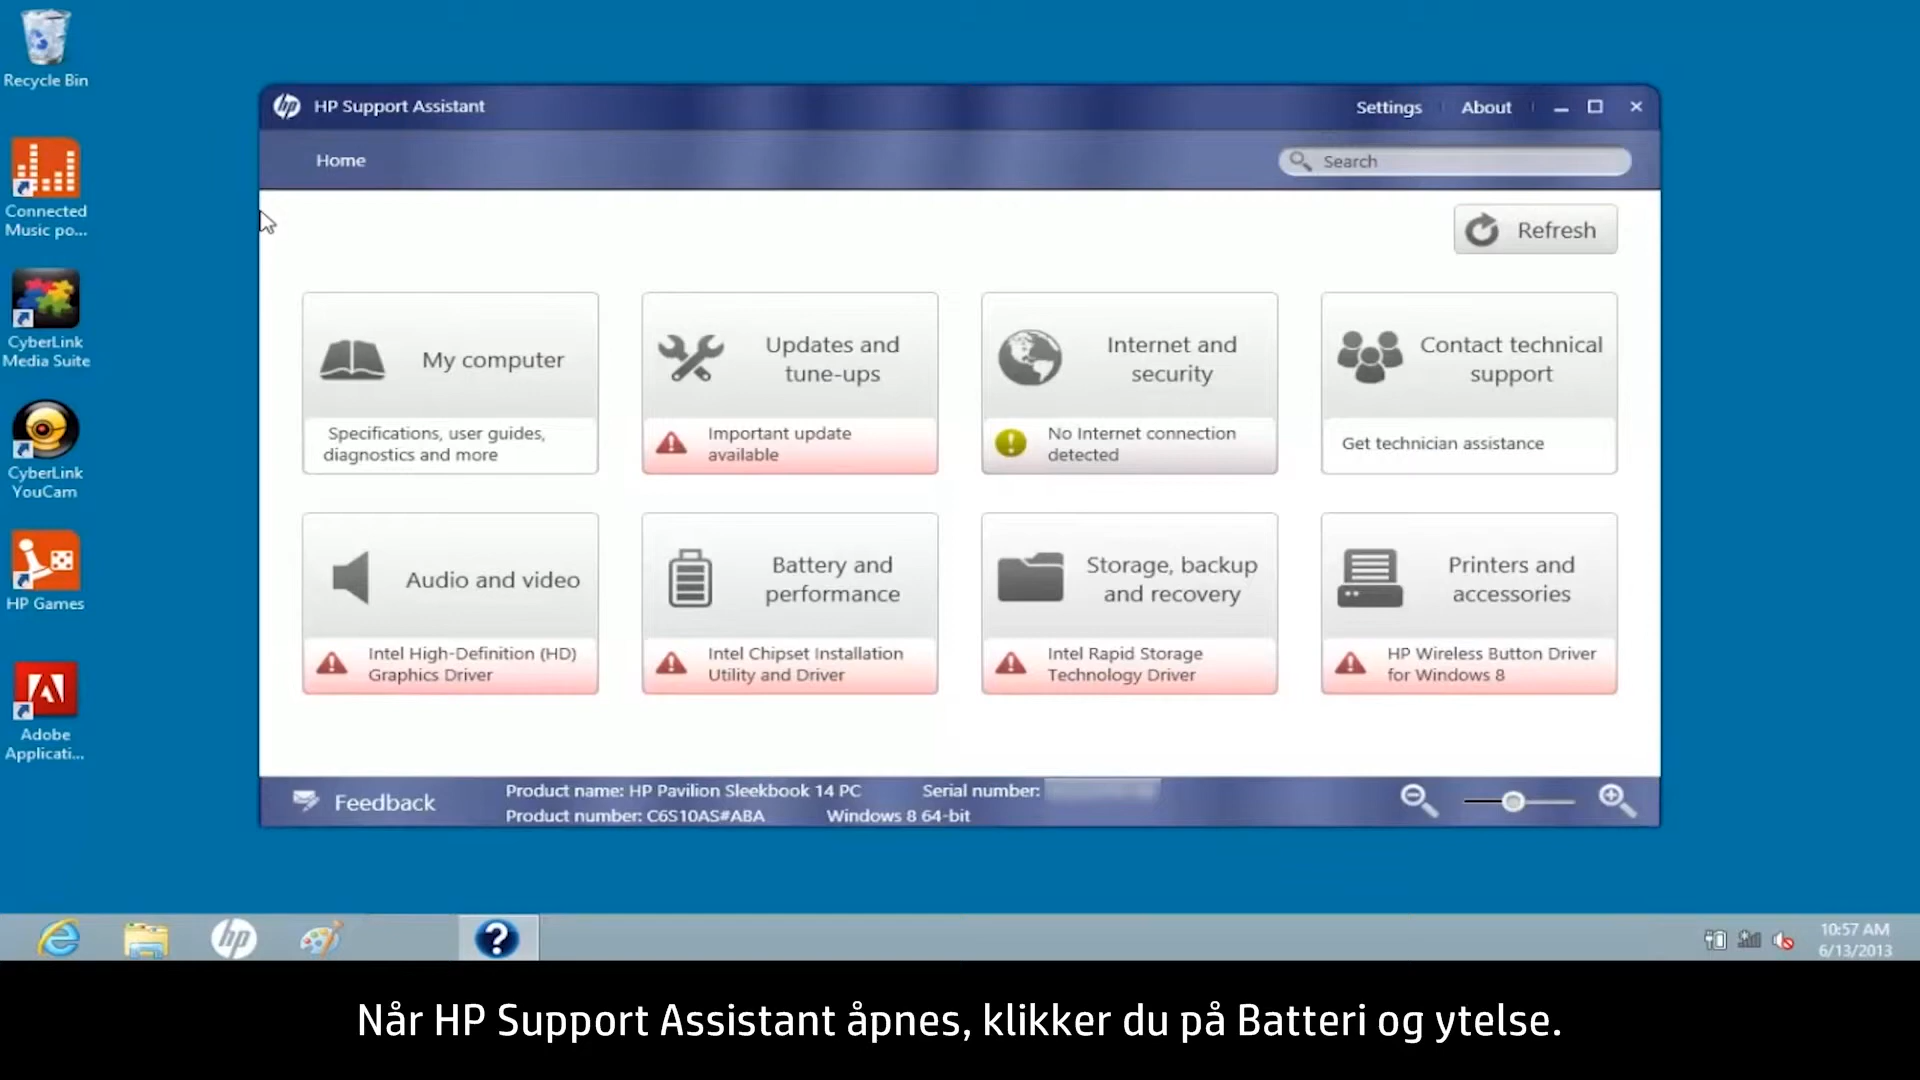 Recycle Bin
Connected
Music po...
CyberLink
Media Suite
CyberLink
YouCam
HP Games
Adobe
Applicati...
hp HP Support Assistant
Settings About
Home
Search
Refresh
My computer
Specifications, user guides,
diagnostics and more
Updates and
tune-ups
Important update
available
Internet and
security
No Internet connection
detected
Contact technical
support
Get technician assistance
Audio and video
Intel High-Definition (HD)
Graphics Driver
Battery and
performance
Intel Chipset Installation
Utility and Driver
Storage, backup
and recovery
Intel Rapid Storage
Technology Driver
Printers and
accessories
HP Wireless Button Driver
for Windows 8
Feedback
Product name: HP Pavilion Sleekbook 14 PC
Serial number:
Product number: C6S10AS#ABA
Windows 8 64-bit
hp
10:57 AM
6/13/2013
Når HP Support Assistant åpnes, klikker du på Batteri og ytelse.